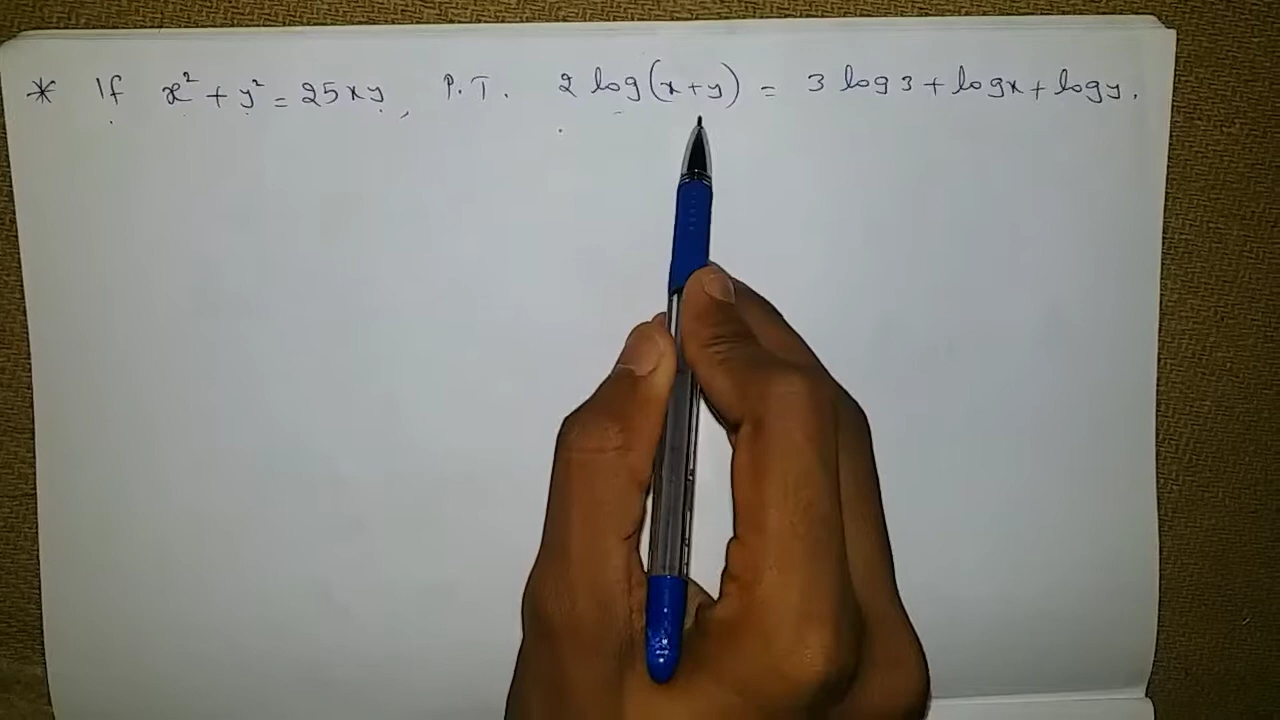 * If x² + y² = 25xy, P.T. 2 log(x+y) = 3 log 3 + log x + log y.